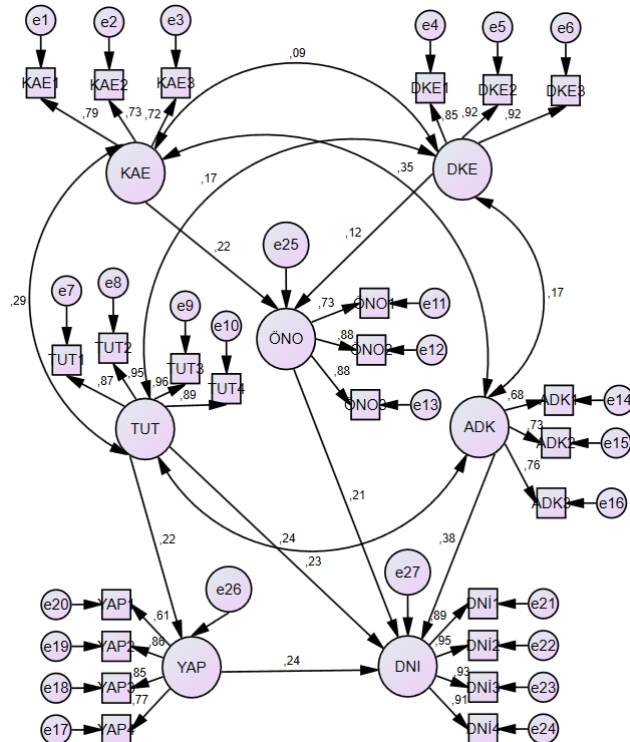 e1 e2 e3 e4 e5 e6
KAE1 KAE2 KAE3 DKE1 DKE2 DKE3
,09
,79 ,73 ,72 ,85 ,92 ,92
KAE DKE
,17 ,35
,22 ,12
e25
,29 ,17
e7 e8 e9 e10
ÖNO1 e11
,73
ÖNO
TUT1 TUT2 TUT3 TUT4
,88 ÖNO2 e12
,87 ,95 ,96 ,89
,88 ÖNO3 e13
TUT ADK
,68 ADK1 e14
,73 ADK2 e15
,76 ADK3 e16
,21
,22 ,24 ,38
,23
e26 e27
e20 YAP1 ,61
,89 DNİ1 e21
e19 YAP2 ,86
,95 DNİ2 e22
YAP ,24 DNI
e18 YAP3 ,85
,93 DNİ3 e23
e17 YAP4 ,77
,91 DNİ4 e24